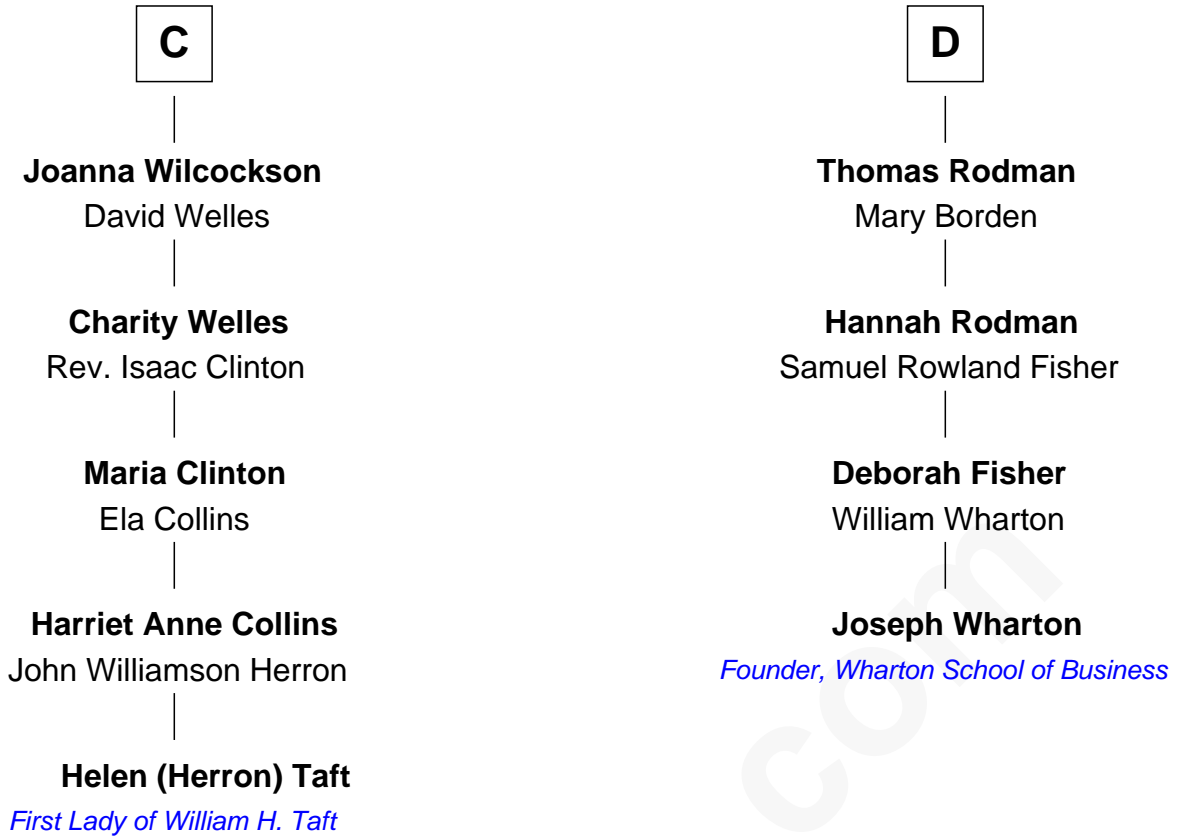 C
Joanna Wilcockson
David Welles
Charity Welles
Rev. Isaac Clinton
Maria Clinton
Ela Collins
Harriet Anne Collins
John Williamson Herron
Helen (Herron) Taft
First Lady of William H. Taft
D
Thomas Rodman
Mary Borden
Hannah Rodman
Samuel Rowland Fisher
Deborah Fisher
William Wharton
Joseph Wharton
Founder, Wharton School of Business
com